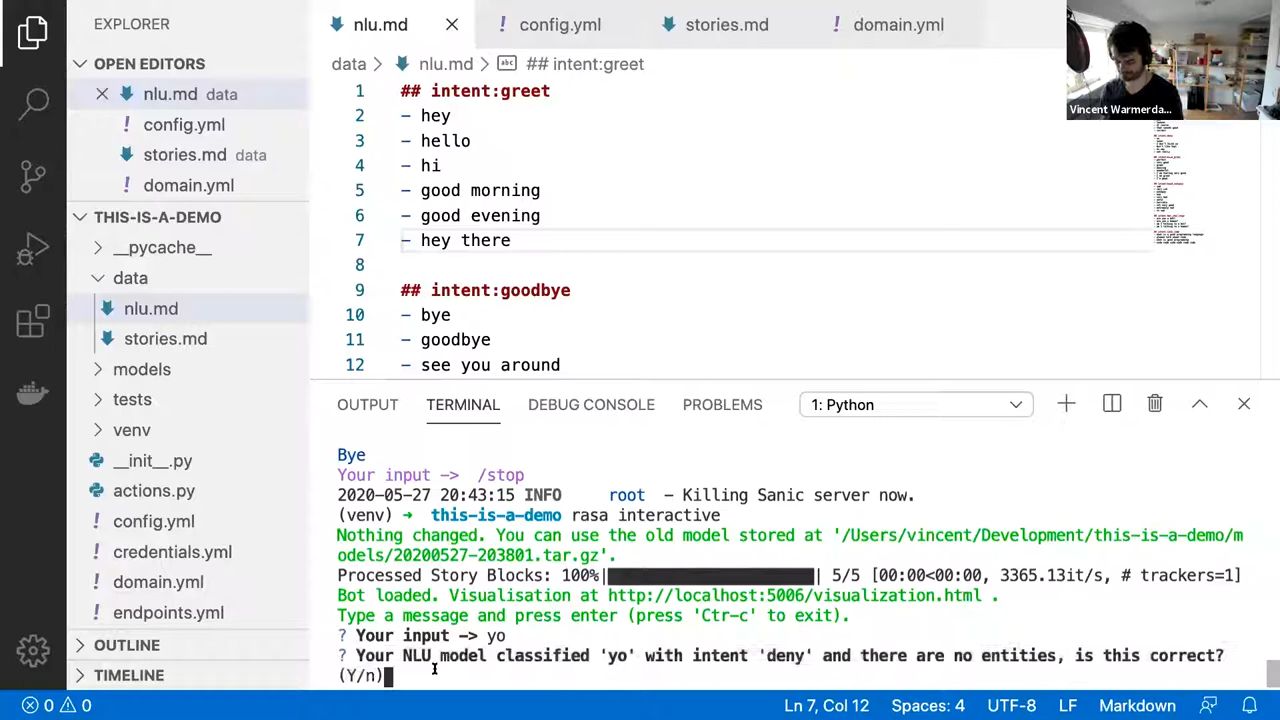 EXPLORER
OPEN EDITORS
nlu.md data
config.yml
stories.md data
domain.yml
THIS-IS-A-DEMO
__pycache__
data
nlu.md
stories.md
models
tests
venv
__init__.py
actions.py
config.yml
credentials.yml
domain.yml
endpoints.yml
OUTLINE
TIMELINE
nlu.md config.yml stories.md domain.yml
data > nlu.md > ## intent:greet
1 ## intent:greet
2 - hey
3 - hello
4 - hi
5 - good morning
6 - good evening
7 - hey there
8
9 ## intent:goodbye
10 - bye
11 - goodbye
12 - see you around
Vincent Warmerda...
OUTPUT TERMINAL DEBUG CONSOLE PROBLEMS 1: Python
Bye
Your input -> /stop
2020-05-27 20:43:15 INFO root - Killing Sanic server now.
(venv) → this-is-a-demo rasa interactive
Nothing changed. You can use the old model stored at '/Users/vincent/Development/this-is-a-demo/m
odels/20200527-203801.tar.gz'.
Processed Story Blocks: 100%| | 5/5 [00:00<00:00, 3365.13it/s, # trackers=1]
Bot loaded. Visualisation at http://localhost:5006/visualization.html .
Type a message and press enter (press 'Ctr-c' to exit).
? Your input -> yo
? Your NLU model classified 'yo' with intent 'deny' and there are no entities, is this correct?
(Y/n)
0 0 Ln 7, Col 12 Spaces: 4 UTF-8 LF Markdown